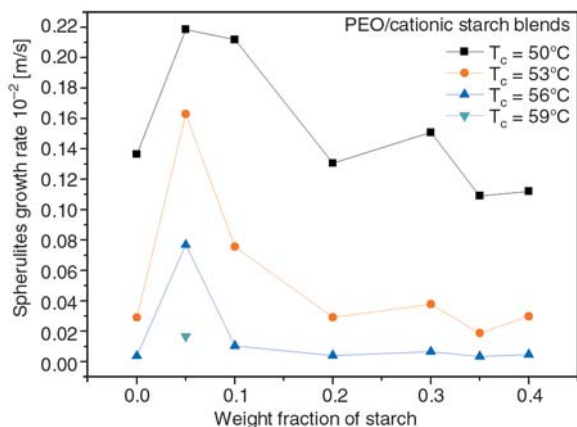 PEO/cationic starch blends
T_c = 50°C
T_c = 53°C
T_c = 56°C
T_c = 59°C
Spherulites growth rate 10⁻² [m/s]
0.22
0.20
0.18
0.16
0.14
0.12
0.10
0.08
0.06
0.04
0.02
0.00
0.0 0.1 0.2 0.3 0.4
Weight fraction of starch